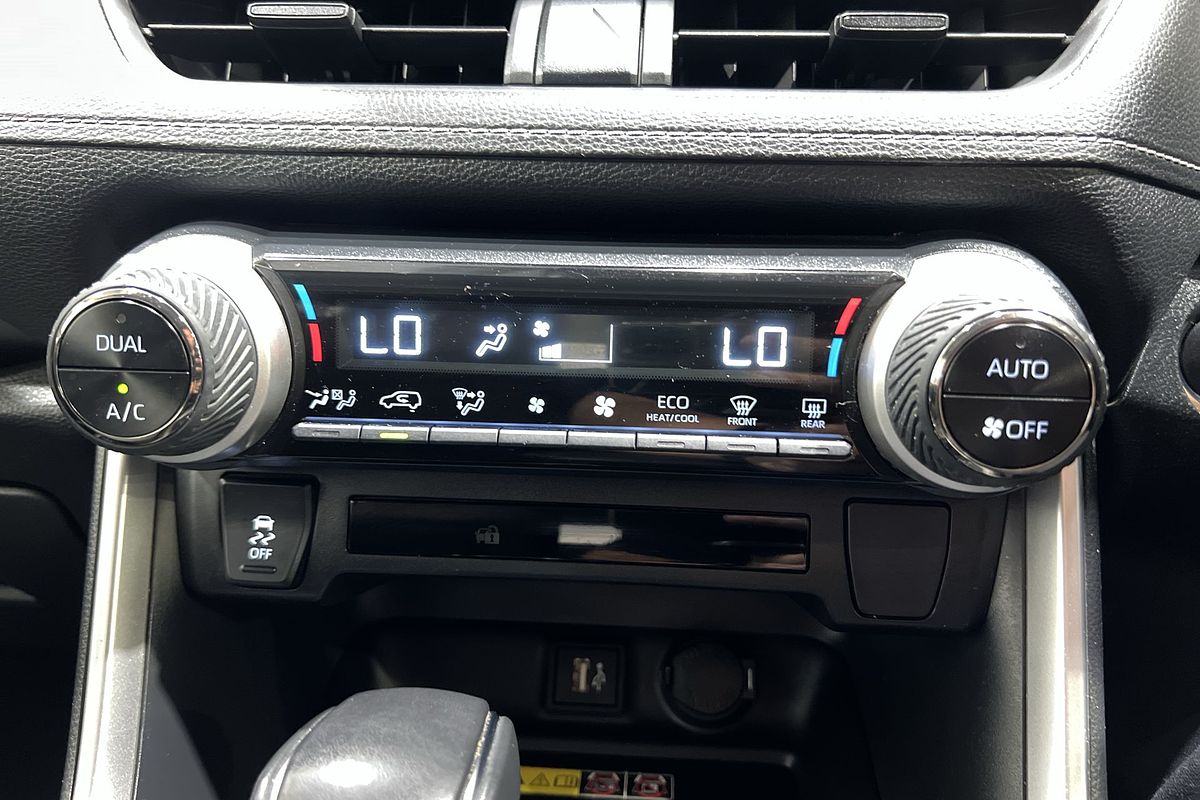 DUAL
A/C
LO
LO
ECO
HEAT/COOL
FRONT
REAR
AUTO
OFF
OFF